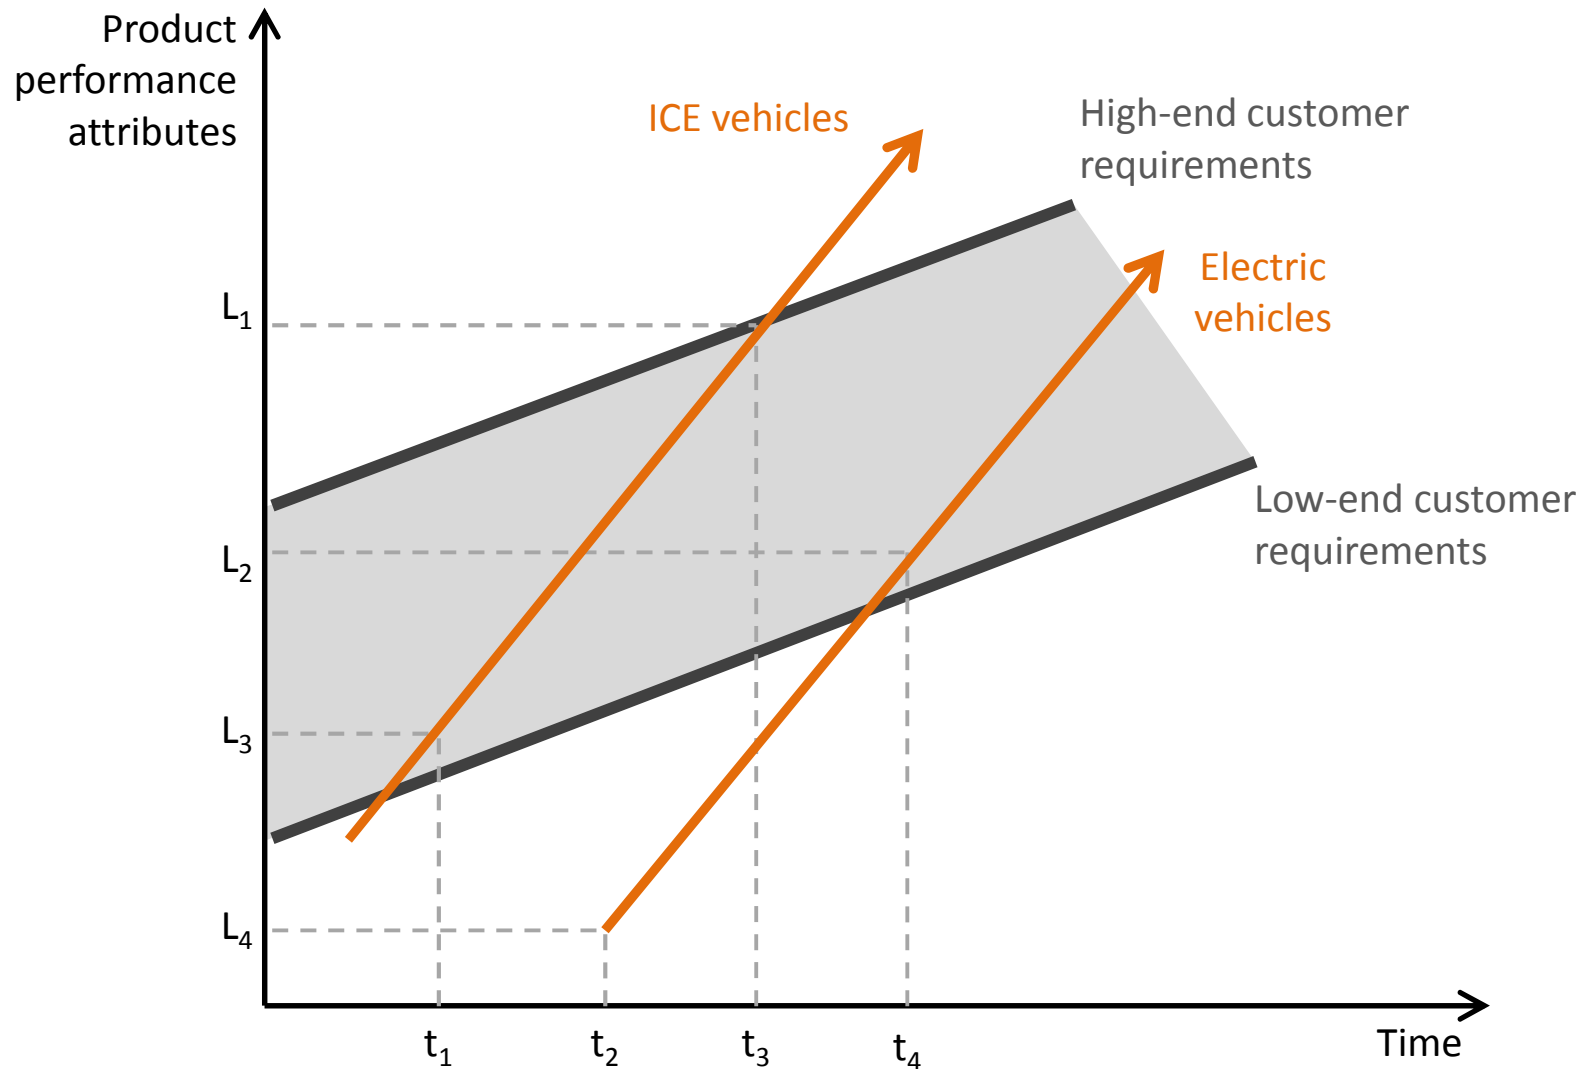 Product
performance
attributes
ICE vehicles
High-end customer
requirements
Electric
vehicles
L₁
Low-end customer
requirements
L₂
L₃
L₄
t₁
t₂
t₃
t₄
Time